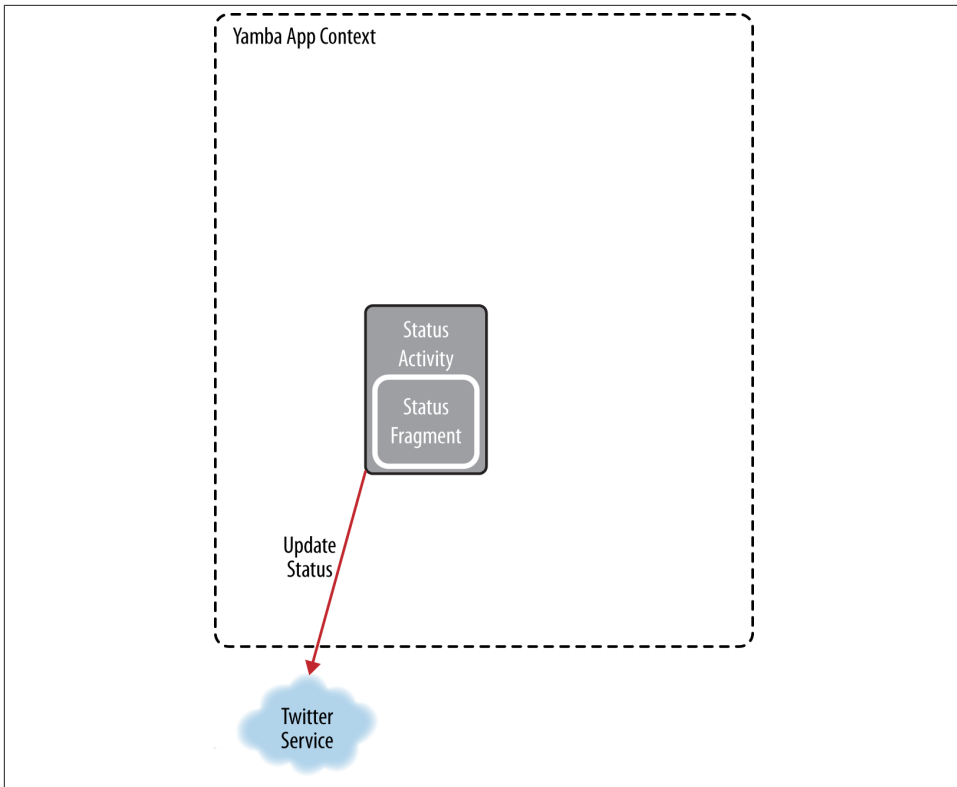 Yamba App Context
Status
Activity
Status
Fragment
Update
Status
Twitter
Service